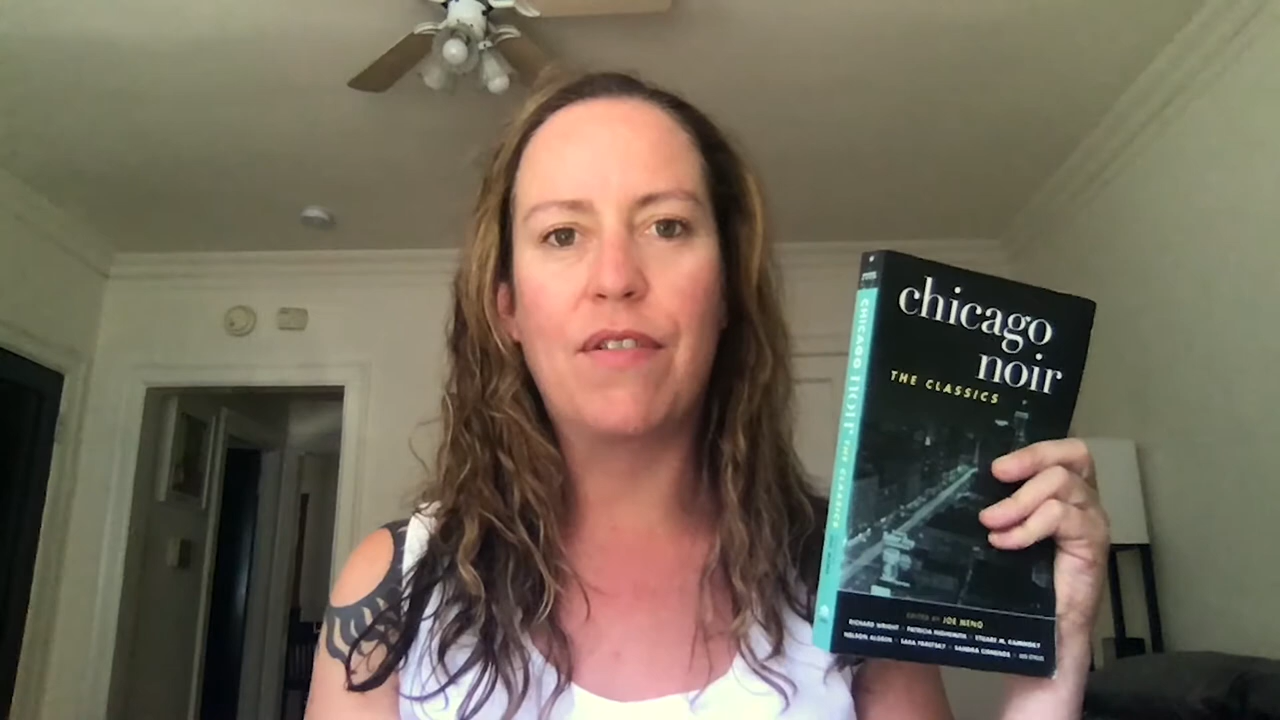 chicago
noir
THE CLASSICS
EDITED BY JOE MENO
RICHARD WRIGHT PATRICIA HIGHSMITH STUART M. KAMINSKY
NELSON ALGREN SARA PARETSKY SANDRA CISNEROS
CHICAGO noir THE CLASSICS